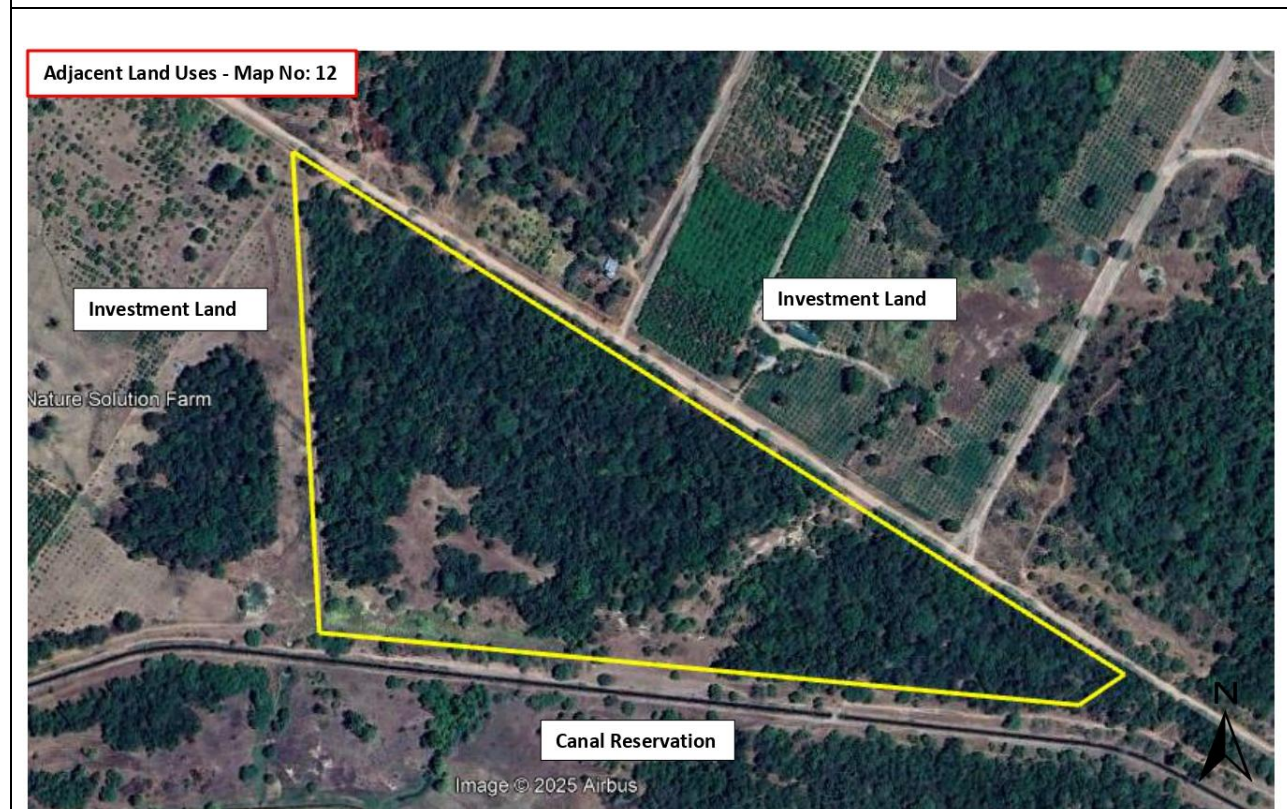 Adjacent Land Uses - Map No: 12
Investment Land
Investment Land
Nature Solution Farm
N
Canal Reservation
Image © 2025 Airbus